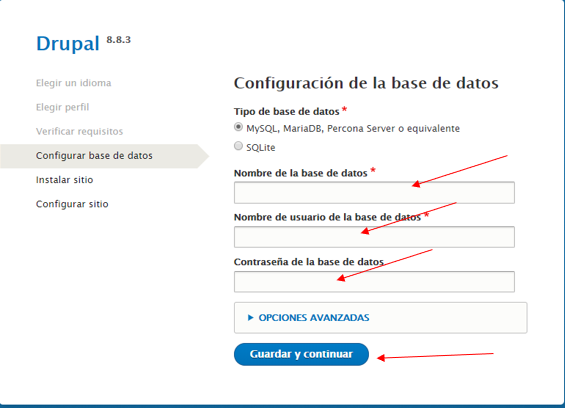 Drupal 8.8.3
Elegir un idioma
Elegir perfil
Verificar requisitos
Configurar base de datos
Instalar sitio
Configurar sitio
Configuración de la base de datos
Tipo de base de datos *
MySQL, MariaDB, Percona Server o equivalente
SQLite
Nombre de la base de datos *
Nombre de usuario de la base de datos *
Contraseña de la base de datos
OPCIONES AVANZADAS
Guardar y continuar